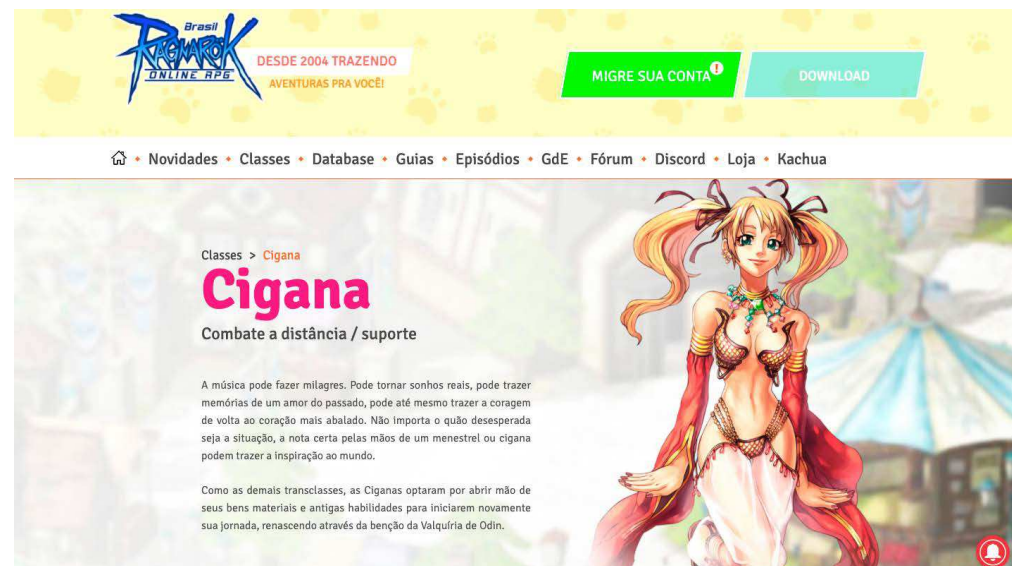 Brasil
RAGNARÖK
ONLINE RPG
DESDE 2004 TRAZENDO
AVENTURAS PRA VOCÊ!
MIGRE SUA CONTA !
DOWNLOAD
Novidades • Classes • Database • Guias • Episódios • GdE • Fórum • Discord • Loja • Kachua
Classes > Cigana
Cigana
Combate a distância / suporte
A música pode fazer milagres. Pode tornar sonhos reais, pode trazer
memórias de um amor do passado, pode até mesmo trazer a coragem
de volta ao coração mais abalado. Não importa o quão desesperada
seja a situação, a nota certa pelas mãos de um menestrel ou cigana
podem trazer a inspiração ao mundo.
Como as demais transclasses, as Ciganas optaram por abrir mão de
seus bens materiais e antigas habilidades para iniciarem novamente
sua jornada, renascendo através da benção da Valquíria de Odin.